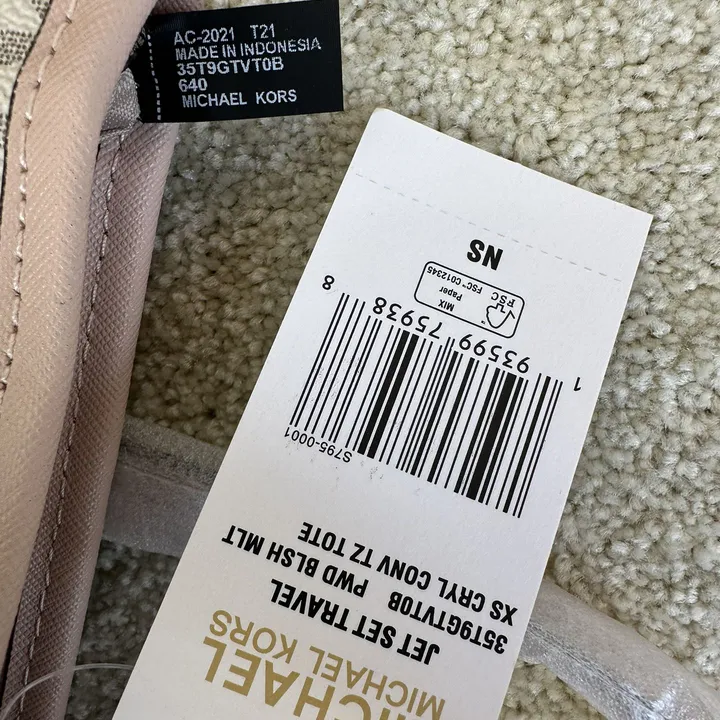 AC-2021 T21
MADE IN INDONESIA
35T9GTVT0B
640
MICHAEL KORS
MICHAEL
MICHAEL KORS
JET SET TRAVEL
35T9GTVT0B PWD BLSH MLT
XS CRYL CONV TZ TOTE
S795-0001
1 93599 75938 8
FSC
MIX
Paper
FSC™ C012345
NS